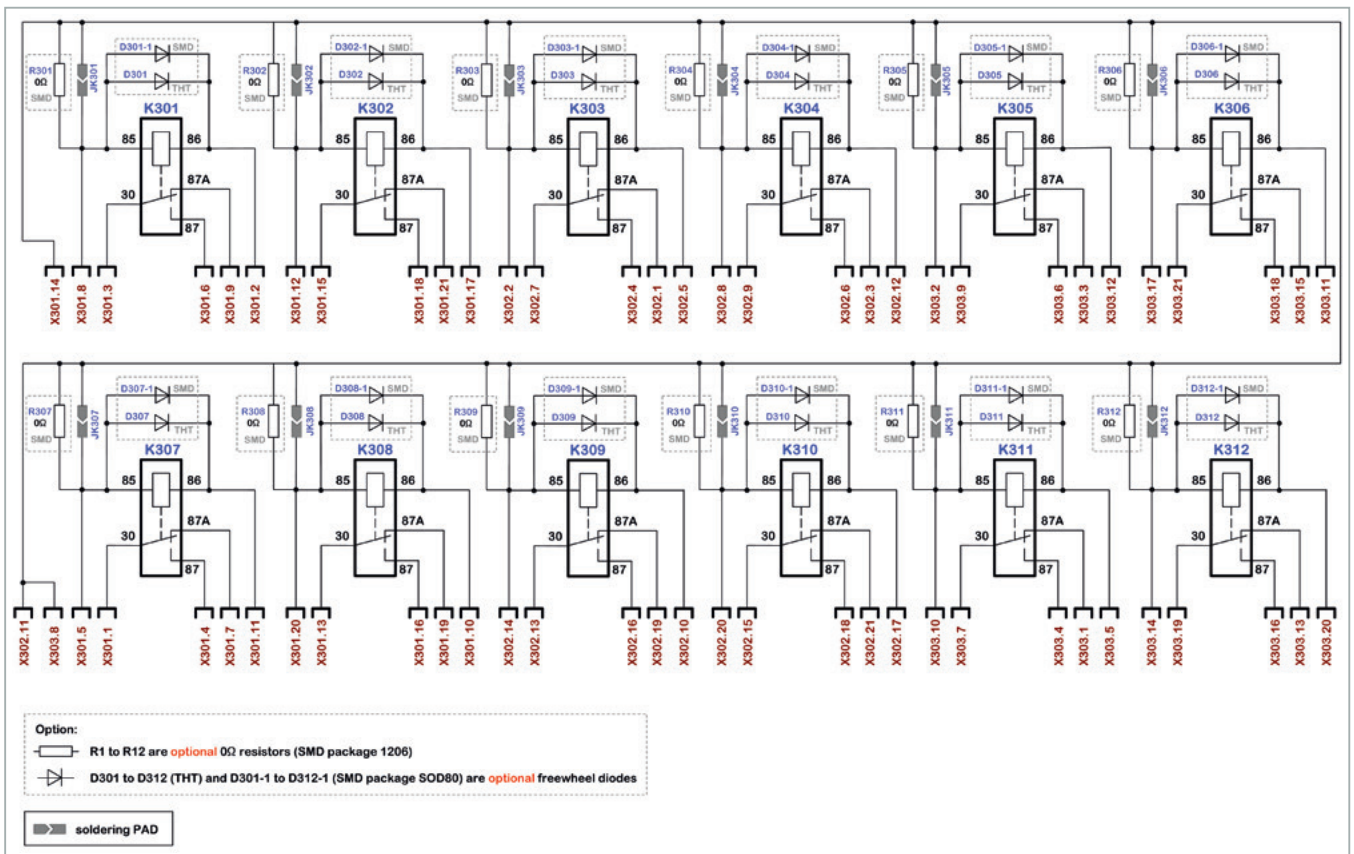 D301-1 SMD D302-1 SMD D303-1 SMD D304-1 SMD D305-1 SMD D306-1 SMD
R301 JK301 D301 R302 JK302 D302 R303 JK303 D303 R304 JK304 D304 R305 JK305 D305 R306 JK306 D306
0Ω THT 0Ω THT 0Ω THT 0Ω THT 0Ω THT 0Ω THT
SMD K301 SMD K302 SMD K303 SMD K304 SMD K305 SMD K306
85 86 85 86 85 86 85 86 85 86 85 86
87A 87A 87A 87A 87A 87A
30 30 30 30 30 30
87 87 87 87 87 87
X301.14 X301.8 X301.3 X301.6 X301.9 X301.2 X301.12 X301.15 X301.18 X301.21 X301.17 X302.2 X302.7 X302.4 X302.1 X302.5 X302.8 X302.9 X302.6 X302.3 X302.12 X303.2 X303.9 X303.6 X303.3 X303.12 X303.17 X303.21 X303.18 X303.15 X303.11
D307-1 SMD D308-1 SMD D309-1 SMD D310-1 SMD D311-1 SMD D312-1 SMD
R307 JK307 D307 R308 JK308 D308 R309 JK309 D309 R310 JK310 D310 R311 JK311 D311 R312 JK312 D312
0Ω THT 0Ω THT 0Ω THT 0Ω THT 0Ω THT 0Ω THT
SMD K307 SMD K308 SMD K309 SMD K310 SMD K311 SMD K312
85 86 85 86 85 86 85 86 85 86 85 86
87A 87A 87A 87A 87A 87A
30 30 30 30 30 30
87 87 87 87 87 87
X302.11 X303.8 X301.5 X301.1 X301.4 X301.7 X301.11 X301.20 X301.13 X301.16 X301.19 X301.10 X302.14 X302.13 X302.16 X302.19 X302.10 X302.20 X302.15 X302.18 X302.21 X302.17 X303.10 X303.7 X303.4 X303.1 X303.5 X303.14 X303.19 X303.16 X303.13 X303.20
Option:
R1 to R12 are optional 0Ω resistors (SMD package 1206)
D301 to D312 (THT) and D301-1 to D312-1 (SMD package SOD80) are optional freewheel diodes
soldering PAD